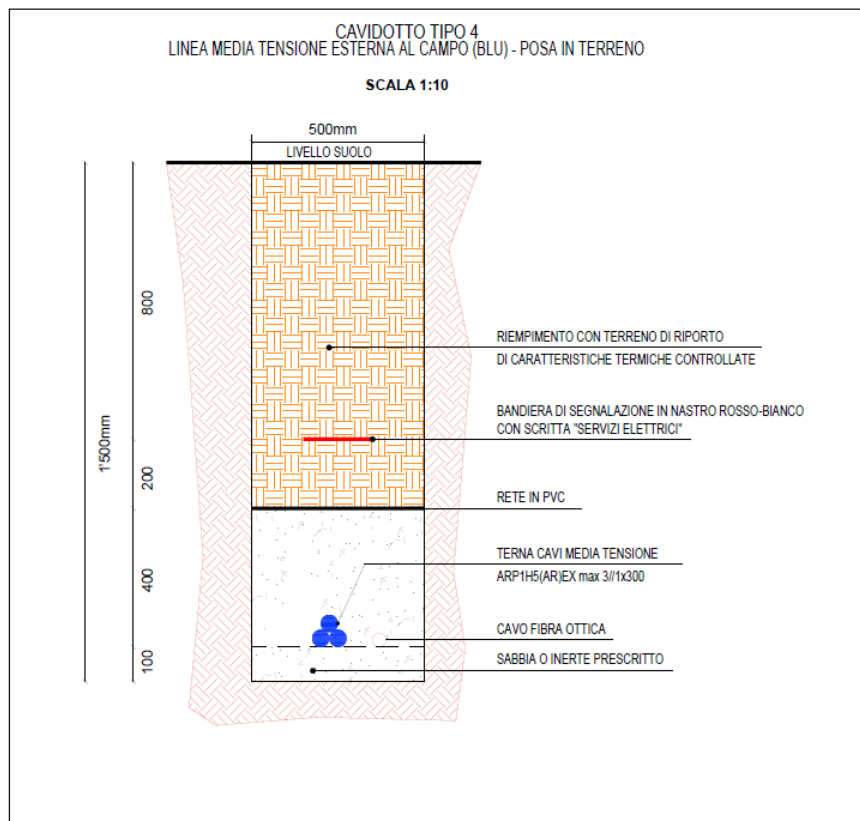 CAVIDOTTO TIPO 4
LINEA MEDIA TENSIONE ESTERNA AL CAMPO (BLU) - POSA IN TERRENO
SCALA 1:10
500mm
LIVELLO SUOLO
800
1'500mm
200
400
100
RIEMPIMENTO CON TERRENO DI RIPORTO
DI CARATTERISTICHE TERMICHE CONTROLLATE
BANDIERA DI SEGNALAZIONE IN NASTRO ROSSO-BIANCO
CON SCRITTA "SERVIZI ELETTRICI"
RETE IN PVC
TERNA CAVI MEDIA TENSIONE
ARP1H5(AR)EX max 3//1x300
CAVO FIBRA OTTICA
SABBIA O INERTE PRESCRITTO